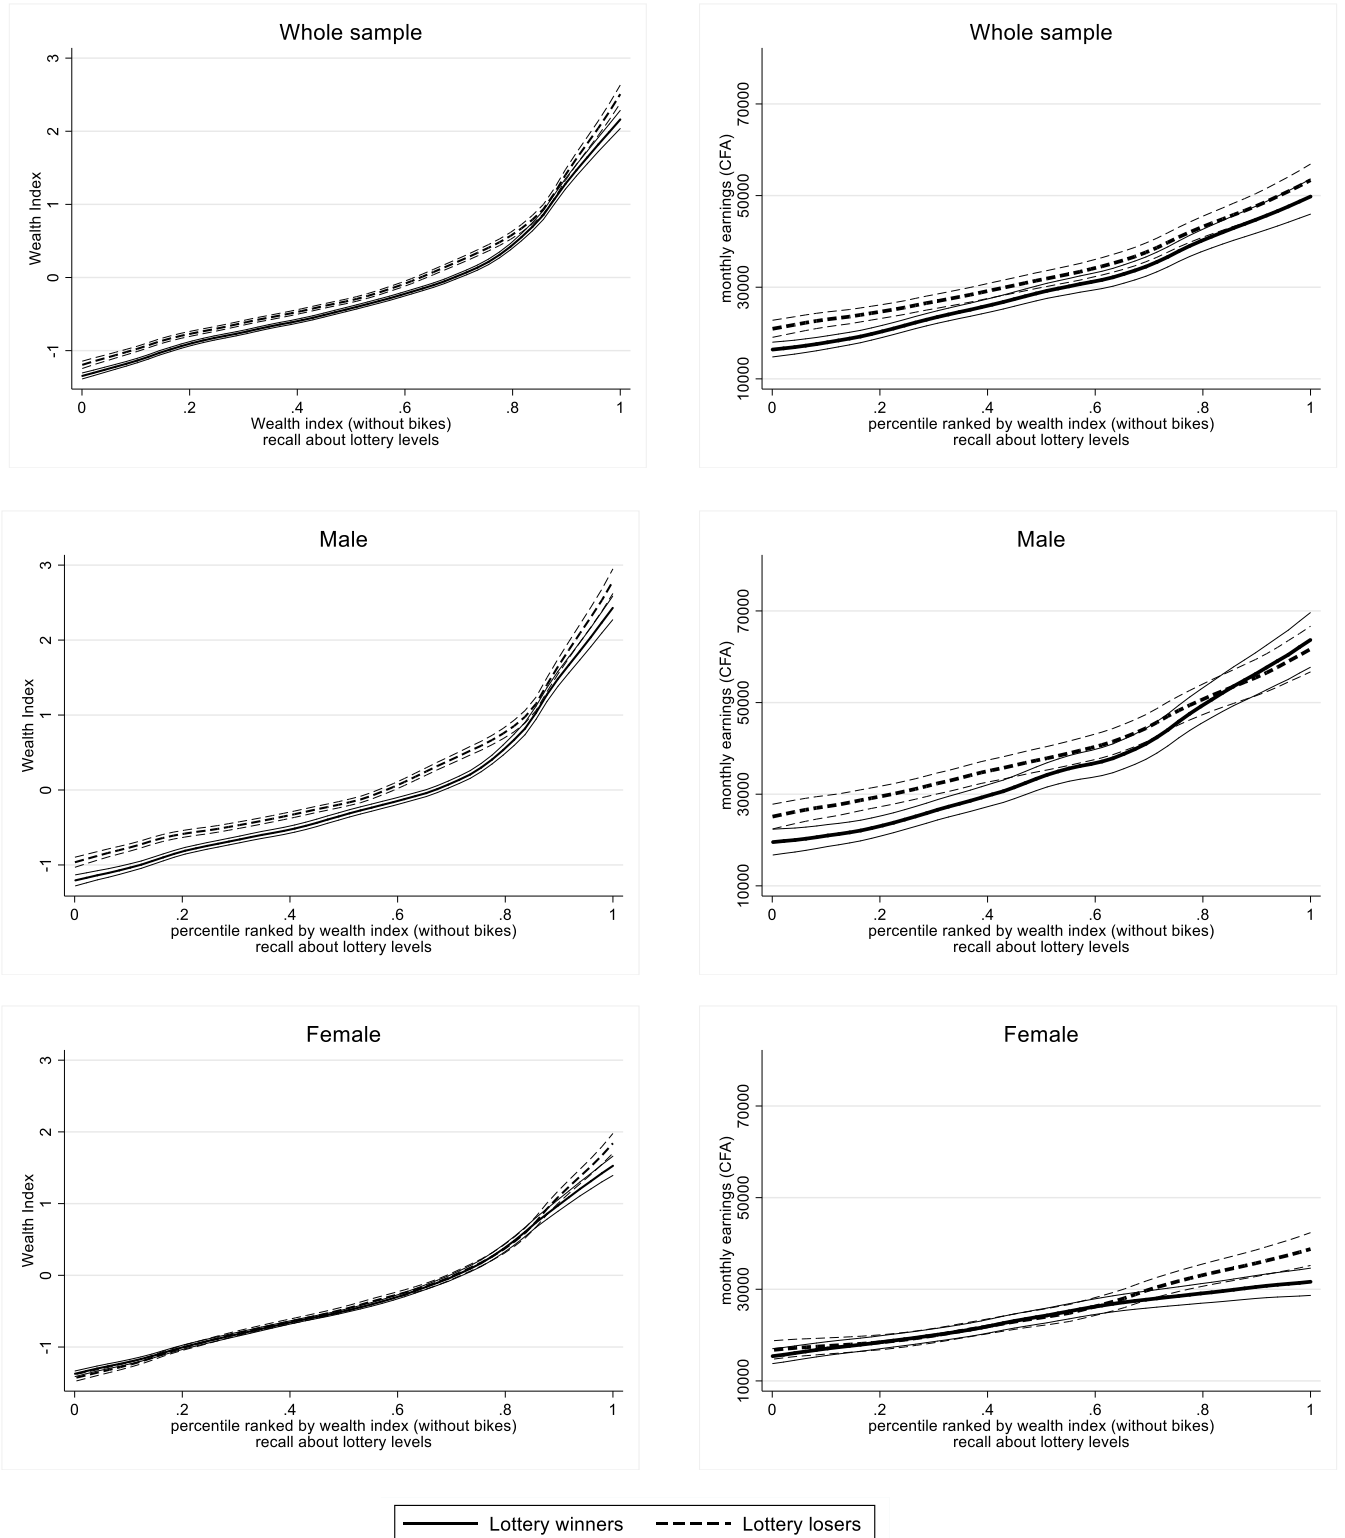 Whole sample
Wealth Index
3
2
1
0
-1
0 .2 .4 .6 .8 1
Wealth index (without bikes)
recall about lottery levels
Whole sample
monthly earnings (CFA)
70000
50000
30000
10000
0 .2 .4 .6 .8 1
percentile ranked by wealth index (without bikes)
recall about lottery levels
Male
Wealth Index
3
2
1
0
-1
0 .2 .4 .6 .8 1
percentile ranked by wealth index (without bikes)
recall about lottery levels
Male
monthly earnings (CFA)
70000
50000
30000
10000
0 .2 .4 .6 .8 1
percentile ranked by wealth index (without bikes)
recall about lottery levels
Female
Wealth Index
3
2
1
0
-1
0 .2 .4 .6 .8 1
percentile ranked by wealth index (without bikes)
recall about lottery levels
Female
monthly earnings (CFA)
70000
50000
30000
10000
0 .2 .4 .6 .8 1
percentile ranked by wealth index (without bikes)
recall about lottery levels
Lottery winners Lottery losers